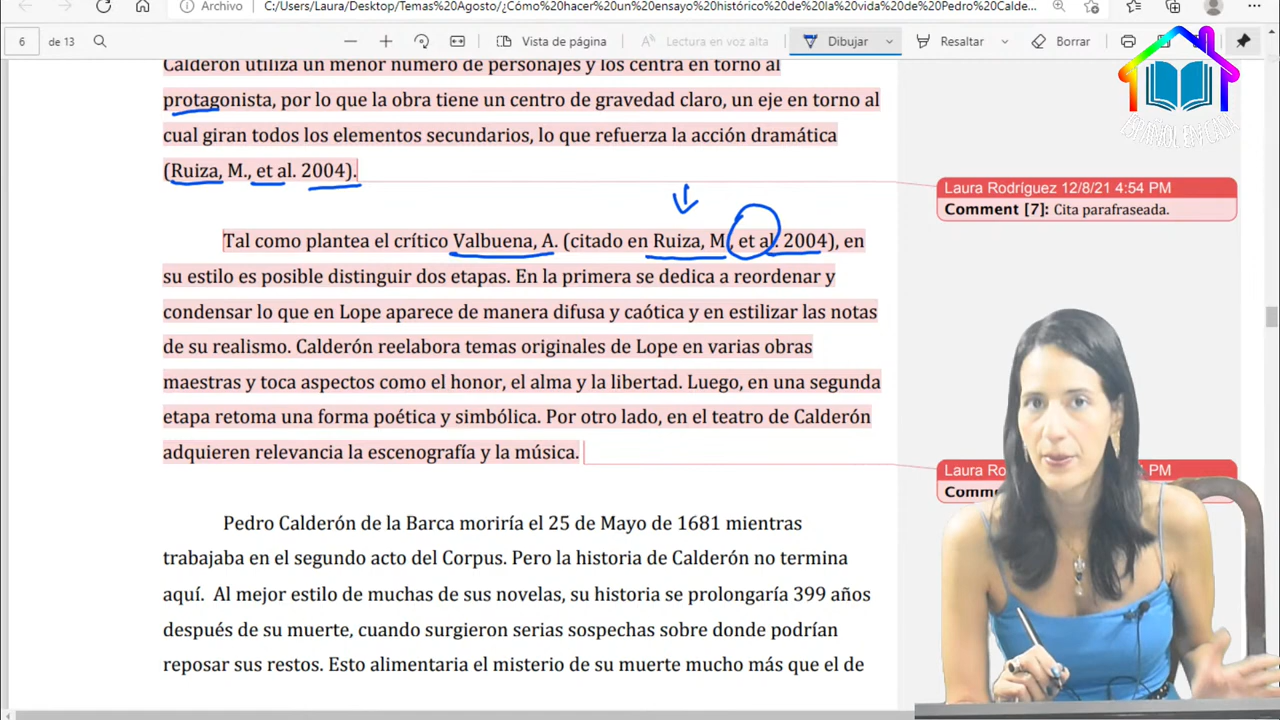 Archivo
C:/Users/Laura/Desktop/Temas%20Agosto/¿Cómo%20hacer%20un%20ensayo%20histórico%20de%20la%20vida%20de%20Pedro%20Calde...
6 de 13
Vista de página
Lectura en voz alta
Dibujar
Resaltar
Borrar
ESPAÑOL EN CASA
Calderón utiliza un menor número de personajes y los centra en torno al
protagonista, por lo que la obra tiene un centro de gravedad claro, un eje en torno al
cual giran todos los elementos secundarios, lo que refuerza la acción dramática
(Ruiza, M., et al. 2004).
Laura Rodríguez 12/8/21 4:54 PM
Comment [7]: Cita parafraseada.
Tal como plantea el crítico Valbuena, A. (citado en Ruiza, M., et al. 2004), en
su estilo es posible distinguir dos etapas. En la primera se dedica a reordenar y
condensar lo que en Lope aparece de manera difusa y caótica y en estilizar las notas
de su realismo. Calderón reelabora temas originales de Lope en varias obras
maestras y toca aspectos como el honor, el alma y la libertad. Luego, en una segunda
etapa retoma una forma poética y simbólica. Por otro lado, en el teatro de Calderón
adquieren relevancia la escenografía y la música.
Laura Ro
PM
Comm
Pedro Calderón de la Barca moriría el 25 de Mayo de 1681 mientras
trabajaba en el segundo acto del Corpus. Pero la historia de Calderón no termina
aquí. Al mejor estilo de muchas de sus novelas, su historia se prolongaría 399 años
después de su muerte, cuando surgieron serias sospechas sobre donde podrían
reposar sus restos. Esto alimentaria el misterio de su muerte mucho más que el de